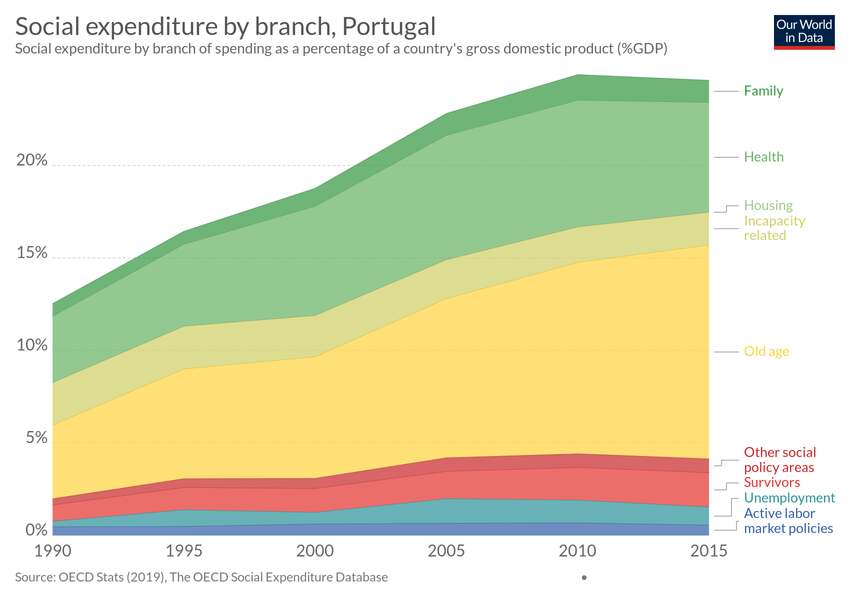 Social expenditure by branch, Portugal
Social expenditure by branch of spending as a percentage of a country's gross domestic product (%GDP)
Our World
in Data
20%
15%
10%
5%
0%
1990
1995
2000
2005
2010
2015
Family
Health
Housing
Incapacity
related
Old age
Other social
policy areas
Survivors
Unemployment
Active labor
market policies
Source: OECD Stats (2019), The OECD Social Expenditure Database